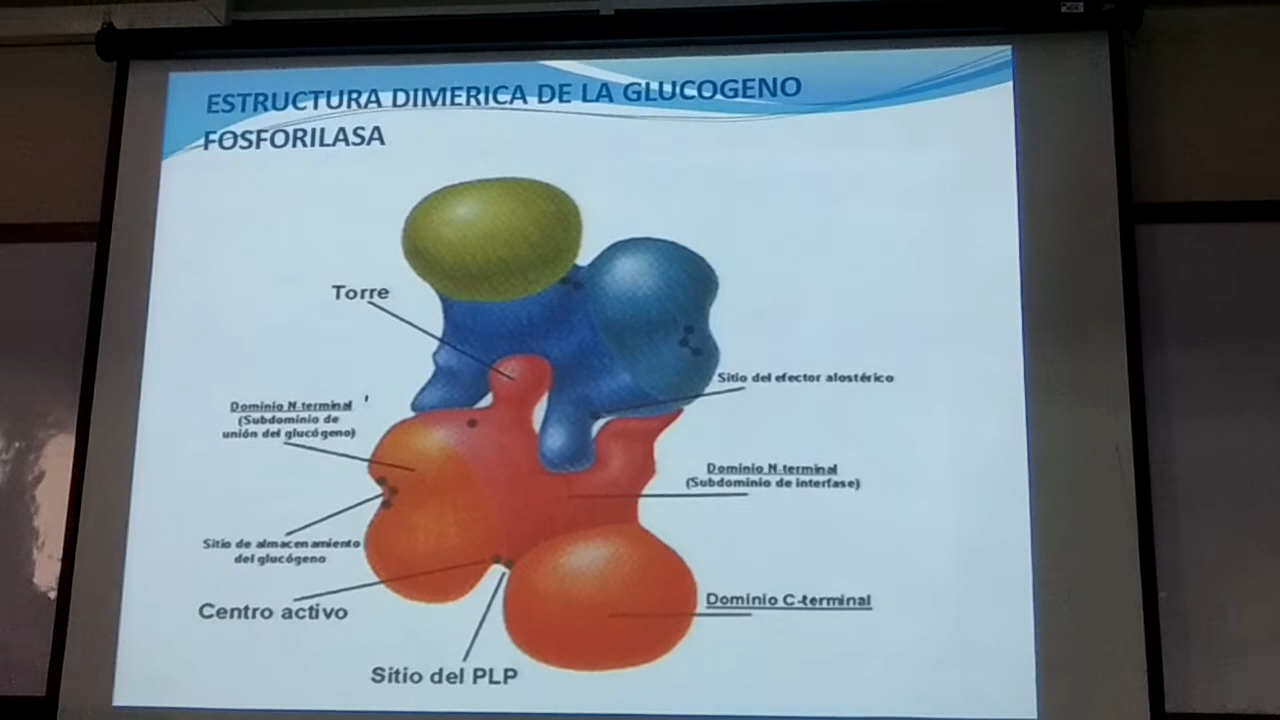 ESTRUCTURA DIMERICA DE LA GLUCOGENO
FOSFORILASA
Torre
Sitio del efector alostérico
Dominio N-terminal
(Subdominio de
unión del glucógeno)
Dominio N-terminal
(Subdominio de interfase)
Sitio de almacenamiento
del glucógeno
Centro activo
Dominio C-terminal
Sitio del PLP